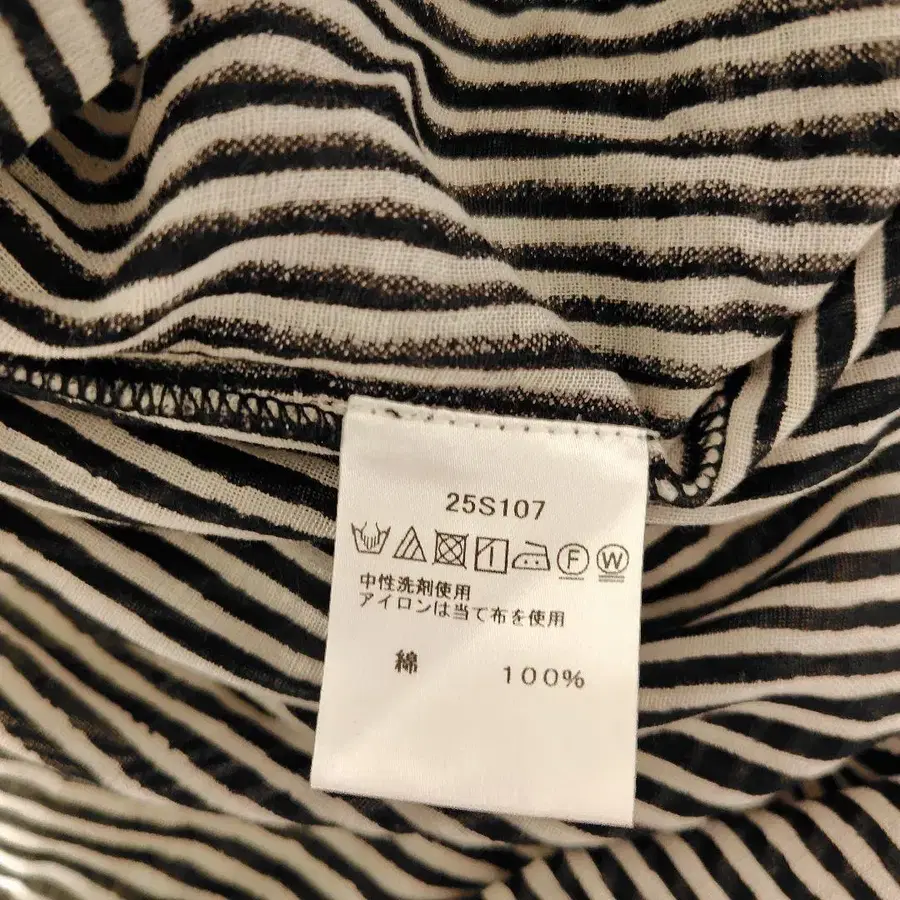 25S107
F W
中性洗剤使用
アイロンは当て布を使用
綿 100%